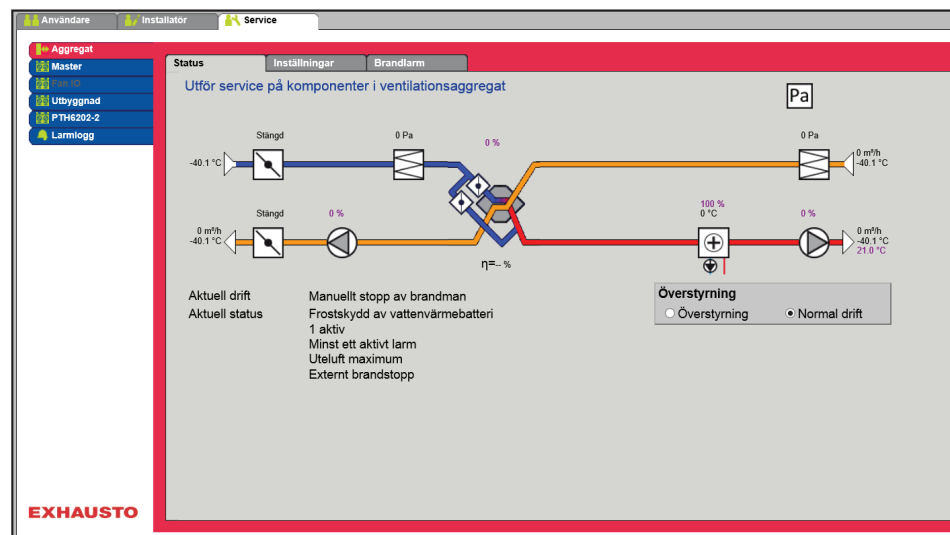 Användare Installatör Service
Aggregat
Master
Fan IO
Utbyggnad
PTH6202-2
Larmlogg
Status Inställningar Brandlarm
Utför service på komponenter i ventilationsaggregat
Pa
Stängd 0 Pa 0 % 0 Pa
-40.1 °C
0 m³/h
-40.1 °C
Stängd 0 % 100 %
0 °C 0 %
0 m³/h
-40.1 °C
0 m³/h
-40.1 °C
21.0 °C
η=-- %
Aktuell drift Manuellt stopp av brandman
Aktuell status Frostskydd av vattenvärmebatteri
1 aktiv
Minst ett aktivt larm
Uteluft maximum
Externt brandstopp
Överstyrning
Överstyrning Normal drift
EXHAUSTO